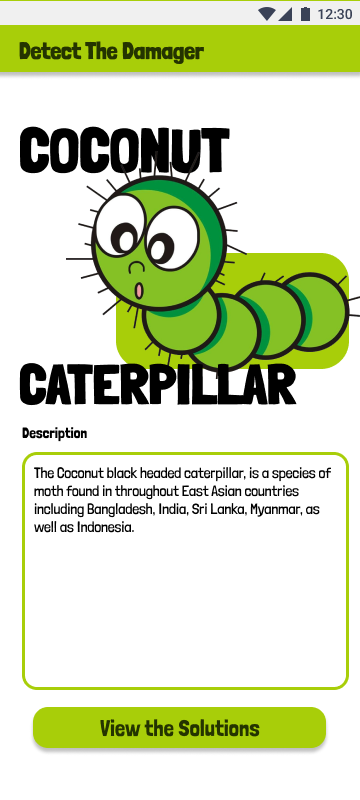 12:30
Detect The Damager
COCONUT
CATERPILLAR
Description
The Coconut black headed caterpillar, is a species of
moth found in throughout East Asian countries
including Bangladesh, India, Sri Lanka, Myanmar, as
well as Indonesia.
View the Solutions